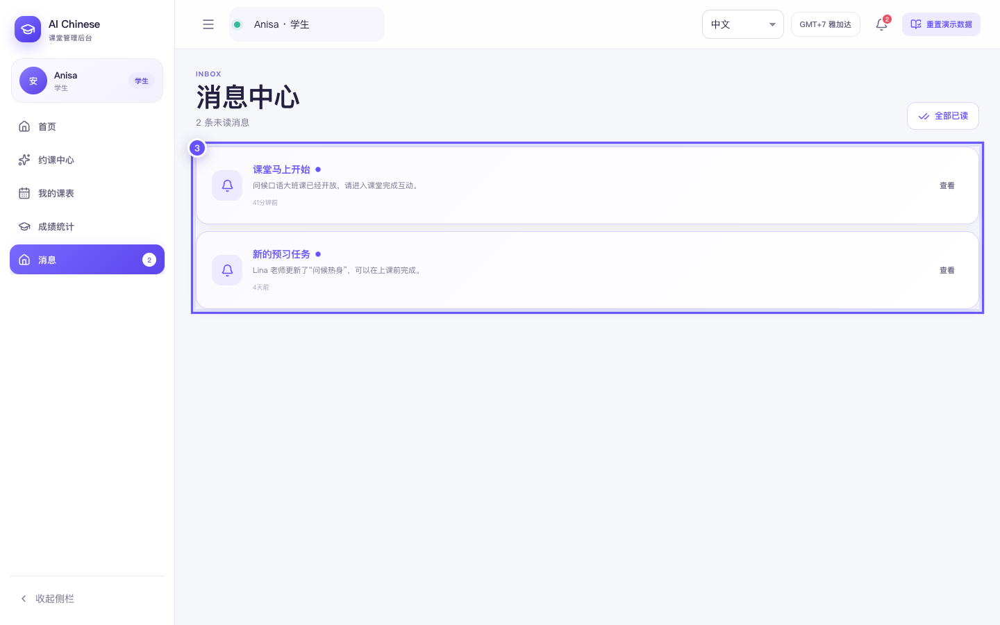 AI Chinese
课堂管理后台
安
Anisa
学生
学生
首页
约课中心
我的课表
成绩统计
消息
2
收起侧栏
Anisa · 学生
中文
GMT+7 雅加达
2
重置演示数据
INBOX
消息中心
2 条未读消息
全部已读
3
课堂马上开始
问候口语大班课已经开放，请进入课堂完成互动。
41分钟前
查看
新的预习任务
Lina 老师更新了“问候热身”，可以在上课前完成。
4天前
查看